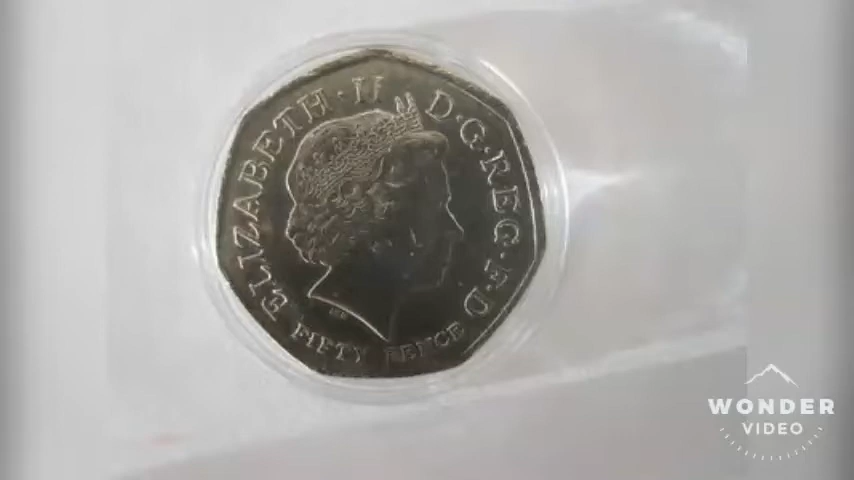 ELIZABETH·II D·G·REG·F·D
FIFTY PENCE
WONDER
VIDEO